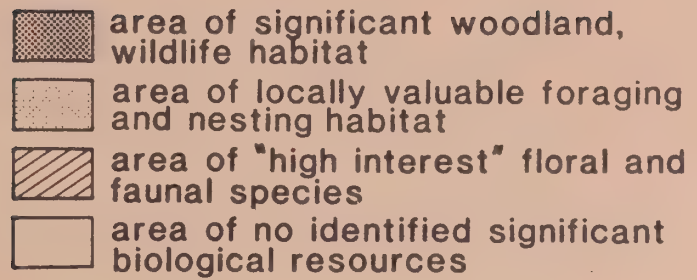 area of significant woodland,
wildlife habitat
area of locally valuable foraging
and nesting habitat
area of "high interest" floral and
faunal species
area of no identified significant
biological resources